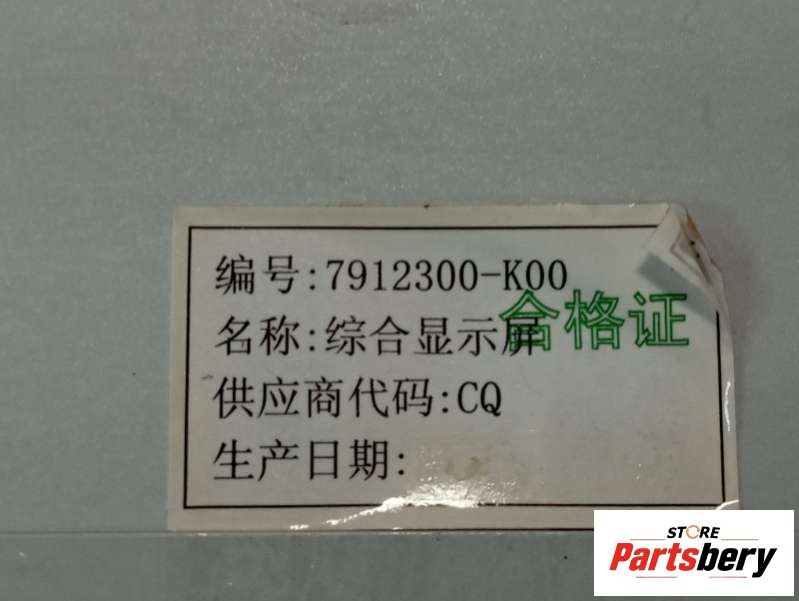 编号:7912300-K00
合格证
名称:综合显示屏
供应商代码:CQ
生产日期:
STORE
Partsbery